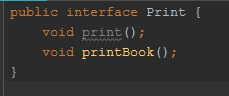 public interface Print {
void print();
void printBook();
}